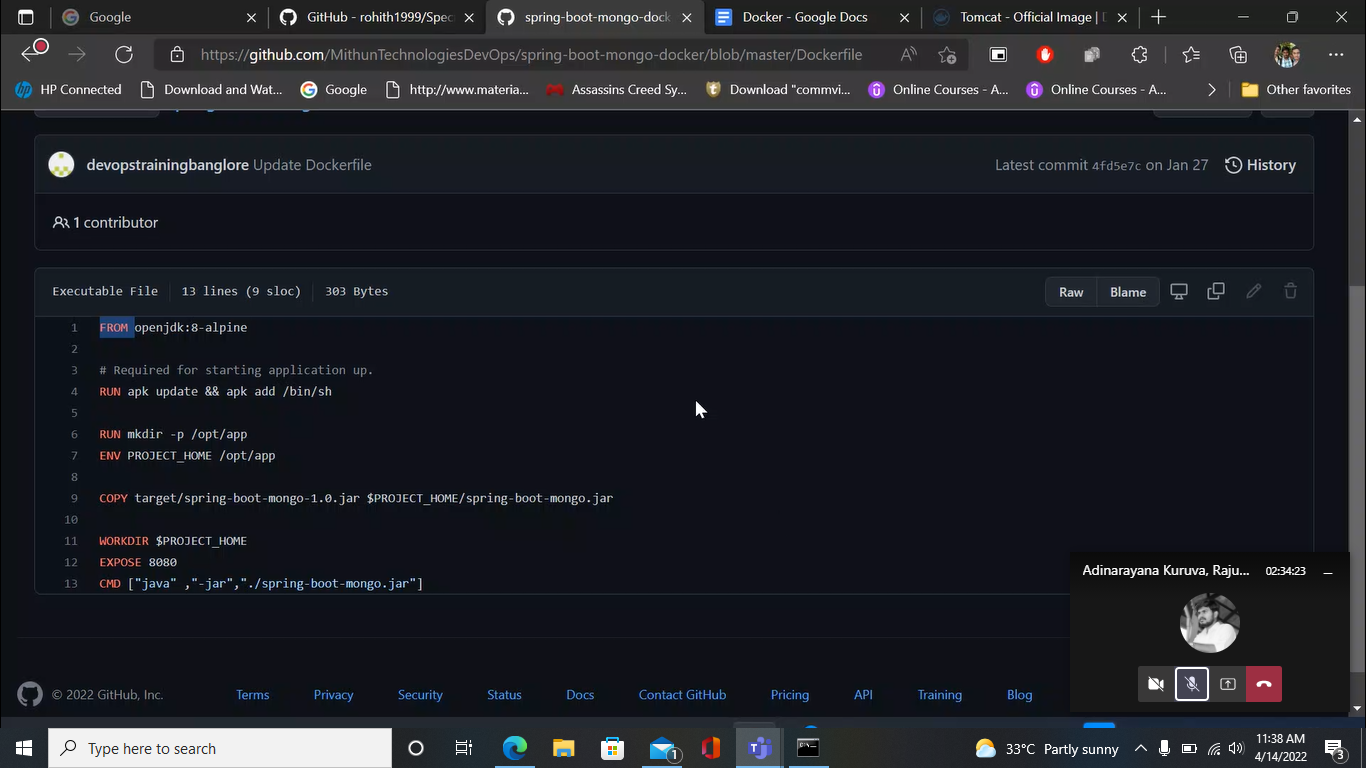 Google
GitHub - rohith1999/Spec
spring-boot-mongo-dock
Docker - Google Docs
Tomcat - Official Image | D
https://github.com/MithunTechnologiesDevOps/spring-boot-mongo-docker/blob/master/Dockerfile
HP Connected
Download and Wat...
Google
http://www.materia...
Assassins Creed Sy...
Download "commvi...
Online Courses - A...
Online Courses - A...
Other favorites
devopstrainingbanglore Update Dockerfile
Latest commit 4fd5e7c on Jan 27
History
1 contributor
Executable File
13 lines (9 sloc)
303 Bytes
Raw
Blame
1 FROM openjdk:8-alpine
2
3 # Required for starting application up.
4 RUN apk update && apk add /bin/sh
5
6 RUN mkdir -p /opt/app
7 ENV PROJECT_HOME /opt/app
8
9 COPY target/spring-boot-mongo-1.0.jar $PROJECT_HOME/spring-boot-mongo.jar
10
11 WORKDIR $PROJECT_HOME
12 EXPOSE 8080
13 CMD ["java" ,"-jar","./spring-boot-mongo.jar"]
Adinarayana Kuruva, Raju...
02:34:23
© 2022 GitHub, Inc.
Terms
Privacy
Security
Status
Docs
Contact GitHub
Pricing
API
Training
Blog
Type here to search
1
33°C Partly sunny
11:38 AM
4/14/2022
3